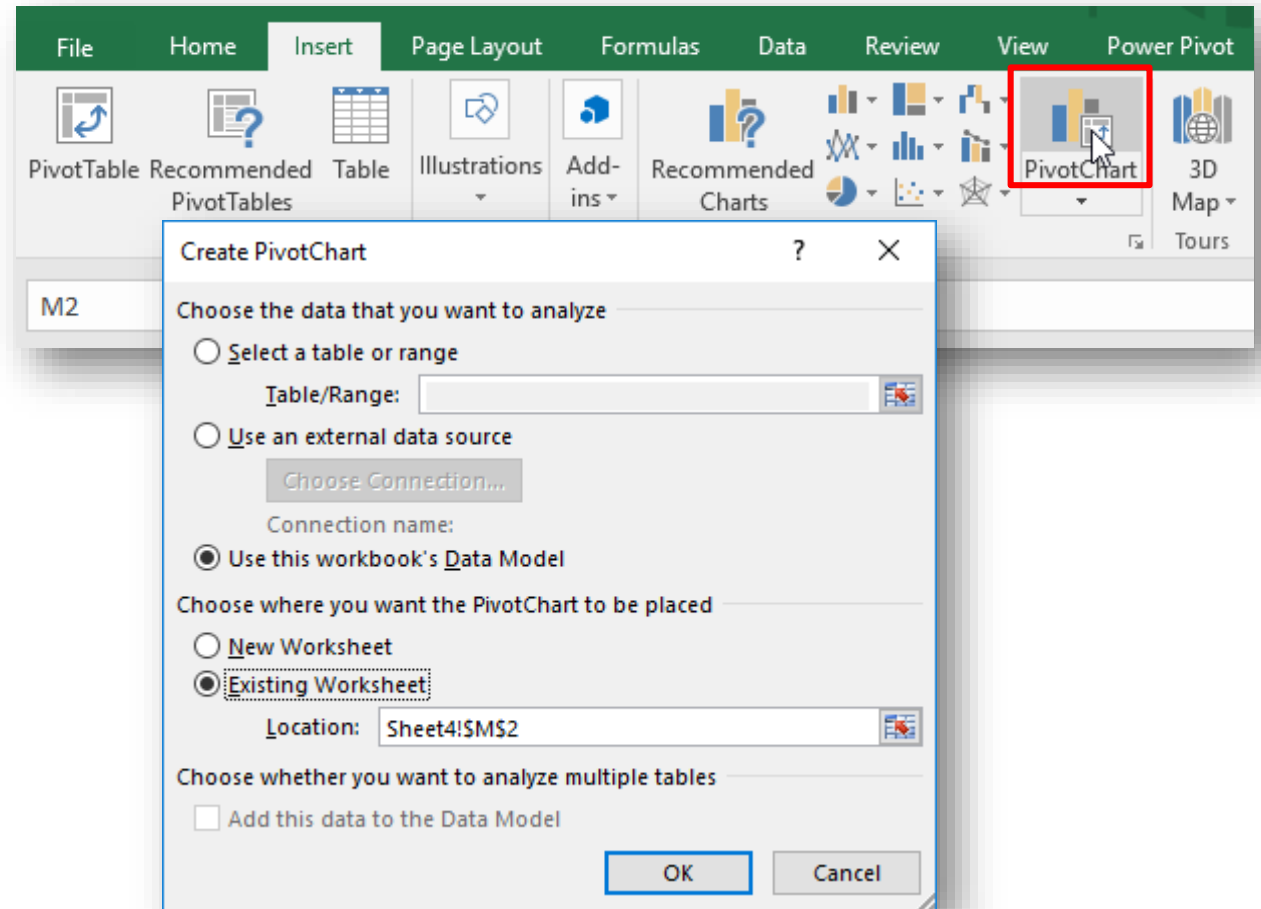 File Home Insert Page Layout Formulas Data Review View Power Pivot
PivotTable Recommended PivotTables Table Illustrations Add-ins Recommended Charts PivotChart 3D Map
Tours
M2
Create PivotChart ?
Choose the data that you want to analyze
Select a table or range
Table/Range:
Use an external data source
Choose Connection...
Connection name:
Use this workbook's Data Model
Choose where you want the PivotChart to be placed
New Worksheet
Existing Worksheet
Location: Sheet4!$M$2
Choose whether you want to analyze multiple tables
Add this data to the Data Model
OK Cancel